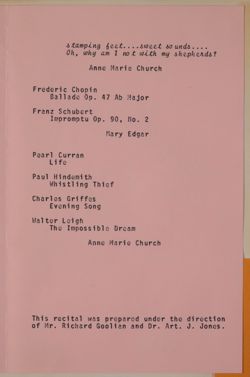 stamping feet....sweet sounds....
Oh, why am I not with my shepherds?
Anne Marie Church
Frederic Chopin
Ballade Op. 47 Ab Major
Franz Schubert
Impromptu Op. 90, No. 2
Mary Edgar
Pearl Curran
Life
Paul Hindemith
Whistling Thief
Charles Griffes
Evening Song
Walter Leigh
The Impossible Dream
Anne Marie Church
This recital was prepared under the direction
of Mr. Richard Goolian and Dr. Art. J. Jones.